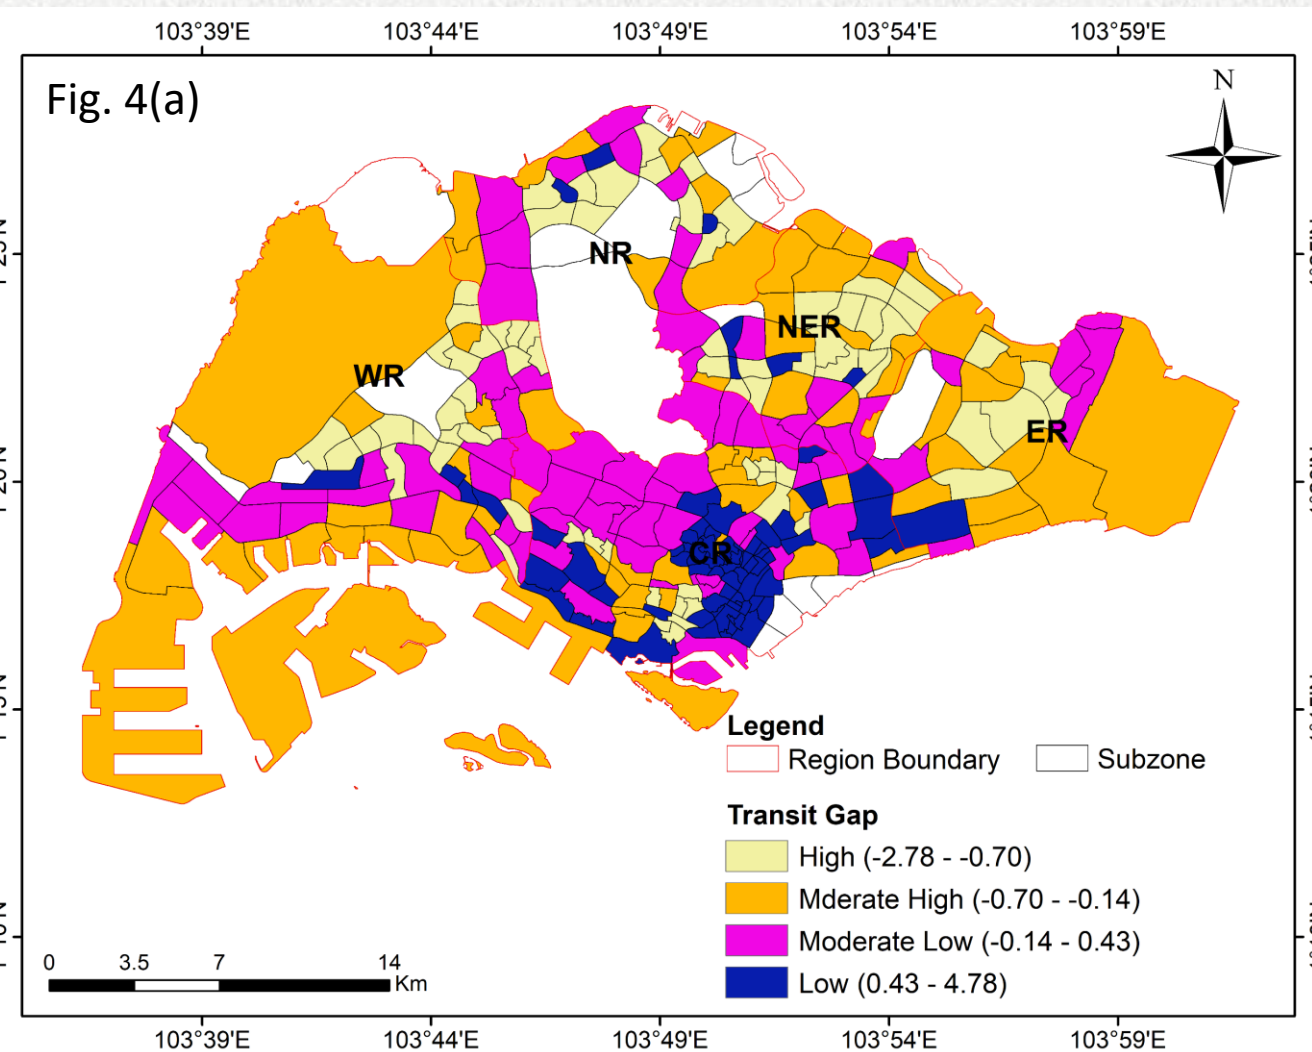 103°39'E 103°44'E 103°49'E 103°54'E 103°59'E
Fig. 4(a)
N
NR
NER
WR
ER
CR
Legend
Region Boundary Subzone
Transit Gap
High (-2.78 - -0.70)
Mderate High (-0.70 - -0.14)
Moderate Low (-0.14 - 0.43)
Low (0.43 - 4.78)
0 3.5 7 14
Km
103°39'E 103°44'E 103°49'E 103°54'E 103°59'E